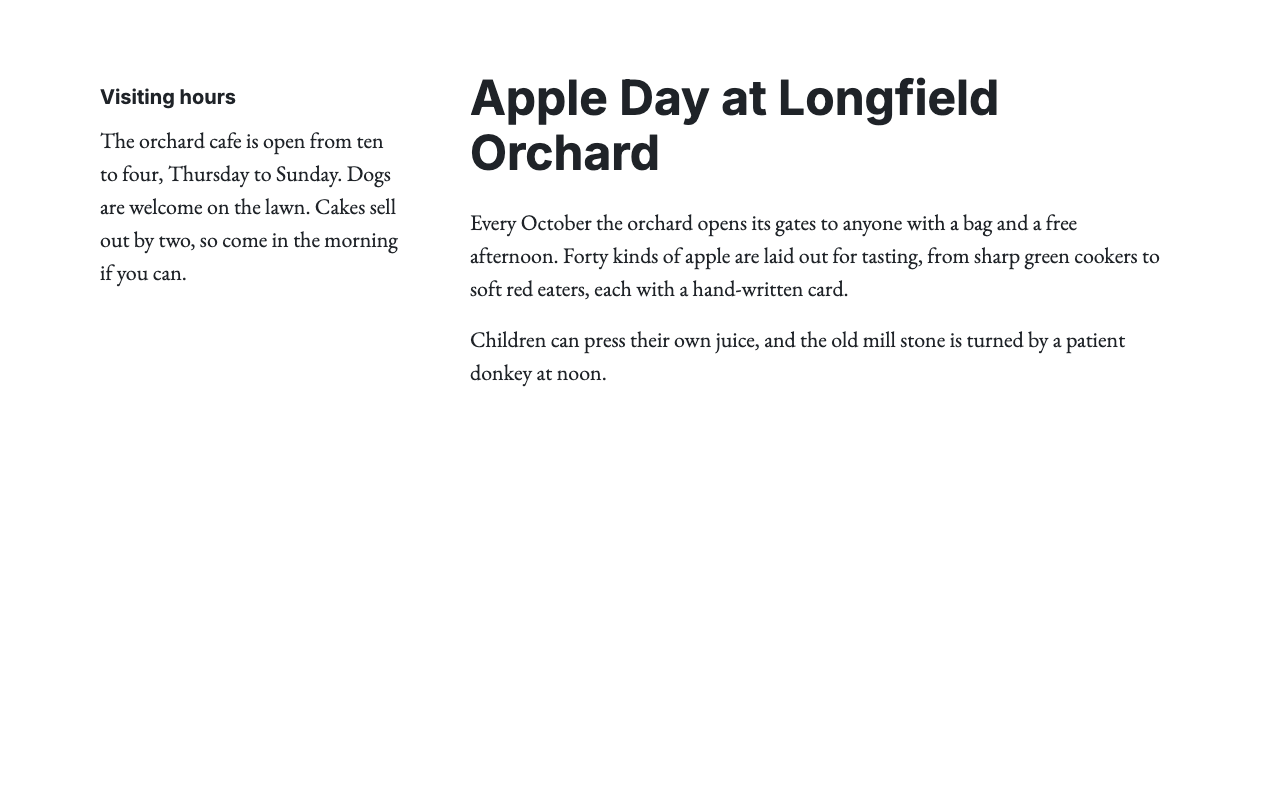 Visiting hours
The orchard cafe is open from ten
to four, Thursday to Sunday. Dogs
are welcome on the lawn. Cakes sell
out by two, so come in the morning
if you can.
Apple Day at Longfield
Orchard
Every October the orchard opens its gates to anyone with a bag and a free
afternoon. Forty kinds of apple are laid out for tasting, from sharp green cookers to
soft red eaters, each with a hand-written card.
Children can press their own juice, and the old mill stone is turned by a patient
donkey at noon.